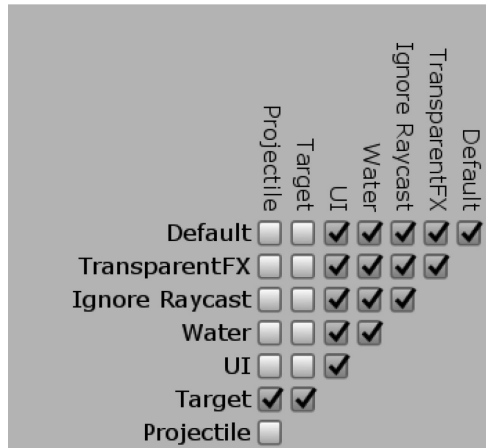 Projectile
Target
UI
Water
Ignore Raycast
TransparentFX
Default
Default
TransparentFX
Ignore Raycast
Water
UI
Target
Projectile